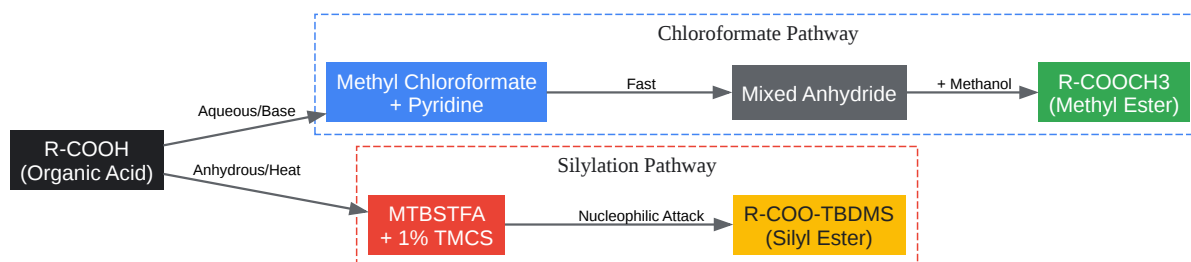 Chloroformate Pathway
Methyl Chloroformate
+ Pyridine
Fast
Mixed Anhydride
+ Methanol
R-COOCH3
(Methyl Ester)
Aqueous/Base
R-COOH
(Organic Acid)
Anhydrous/Heat
Silylation Pathway
MTBSTFA
+ 1% TMCS
Nucleophilic Attack
R-COO-TBDMS
(Silyl Ester)